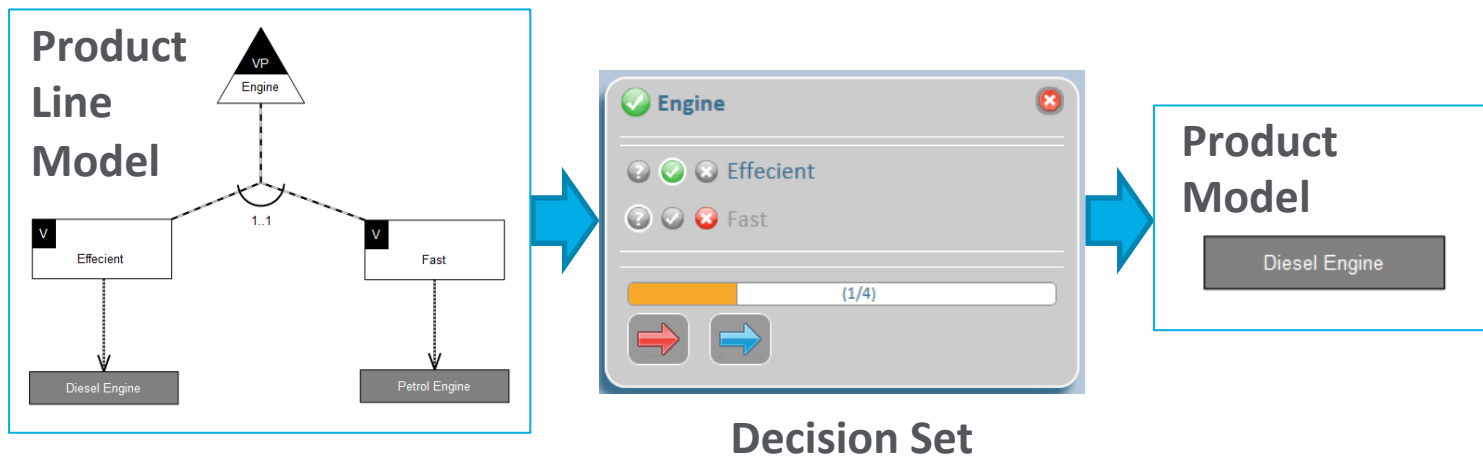 Product
Line
Model
VP
Engine
1..1
V
Effecient
V
Fast
Diesel Engine
Petrol Engine
Engine
? Effecient
? Fast
(1/4)
Decision Set
Product
Model
Diesel Engine